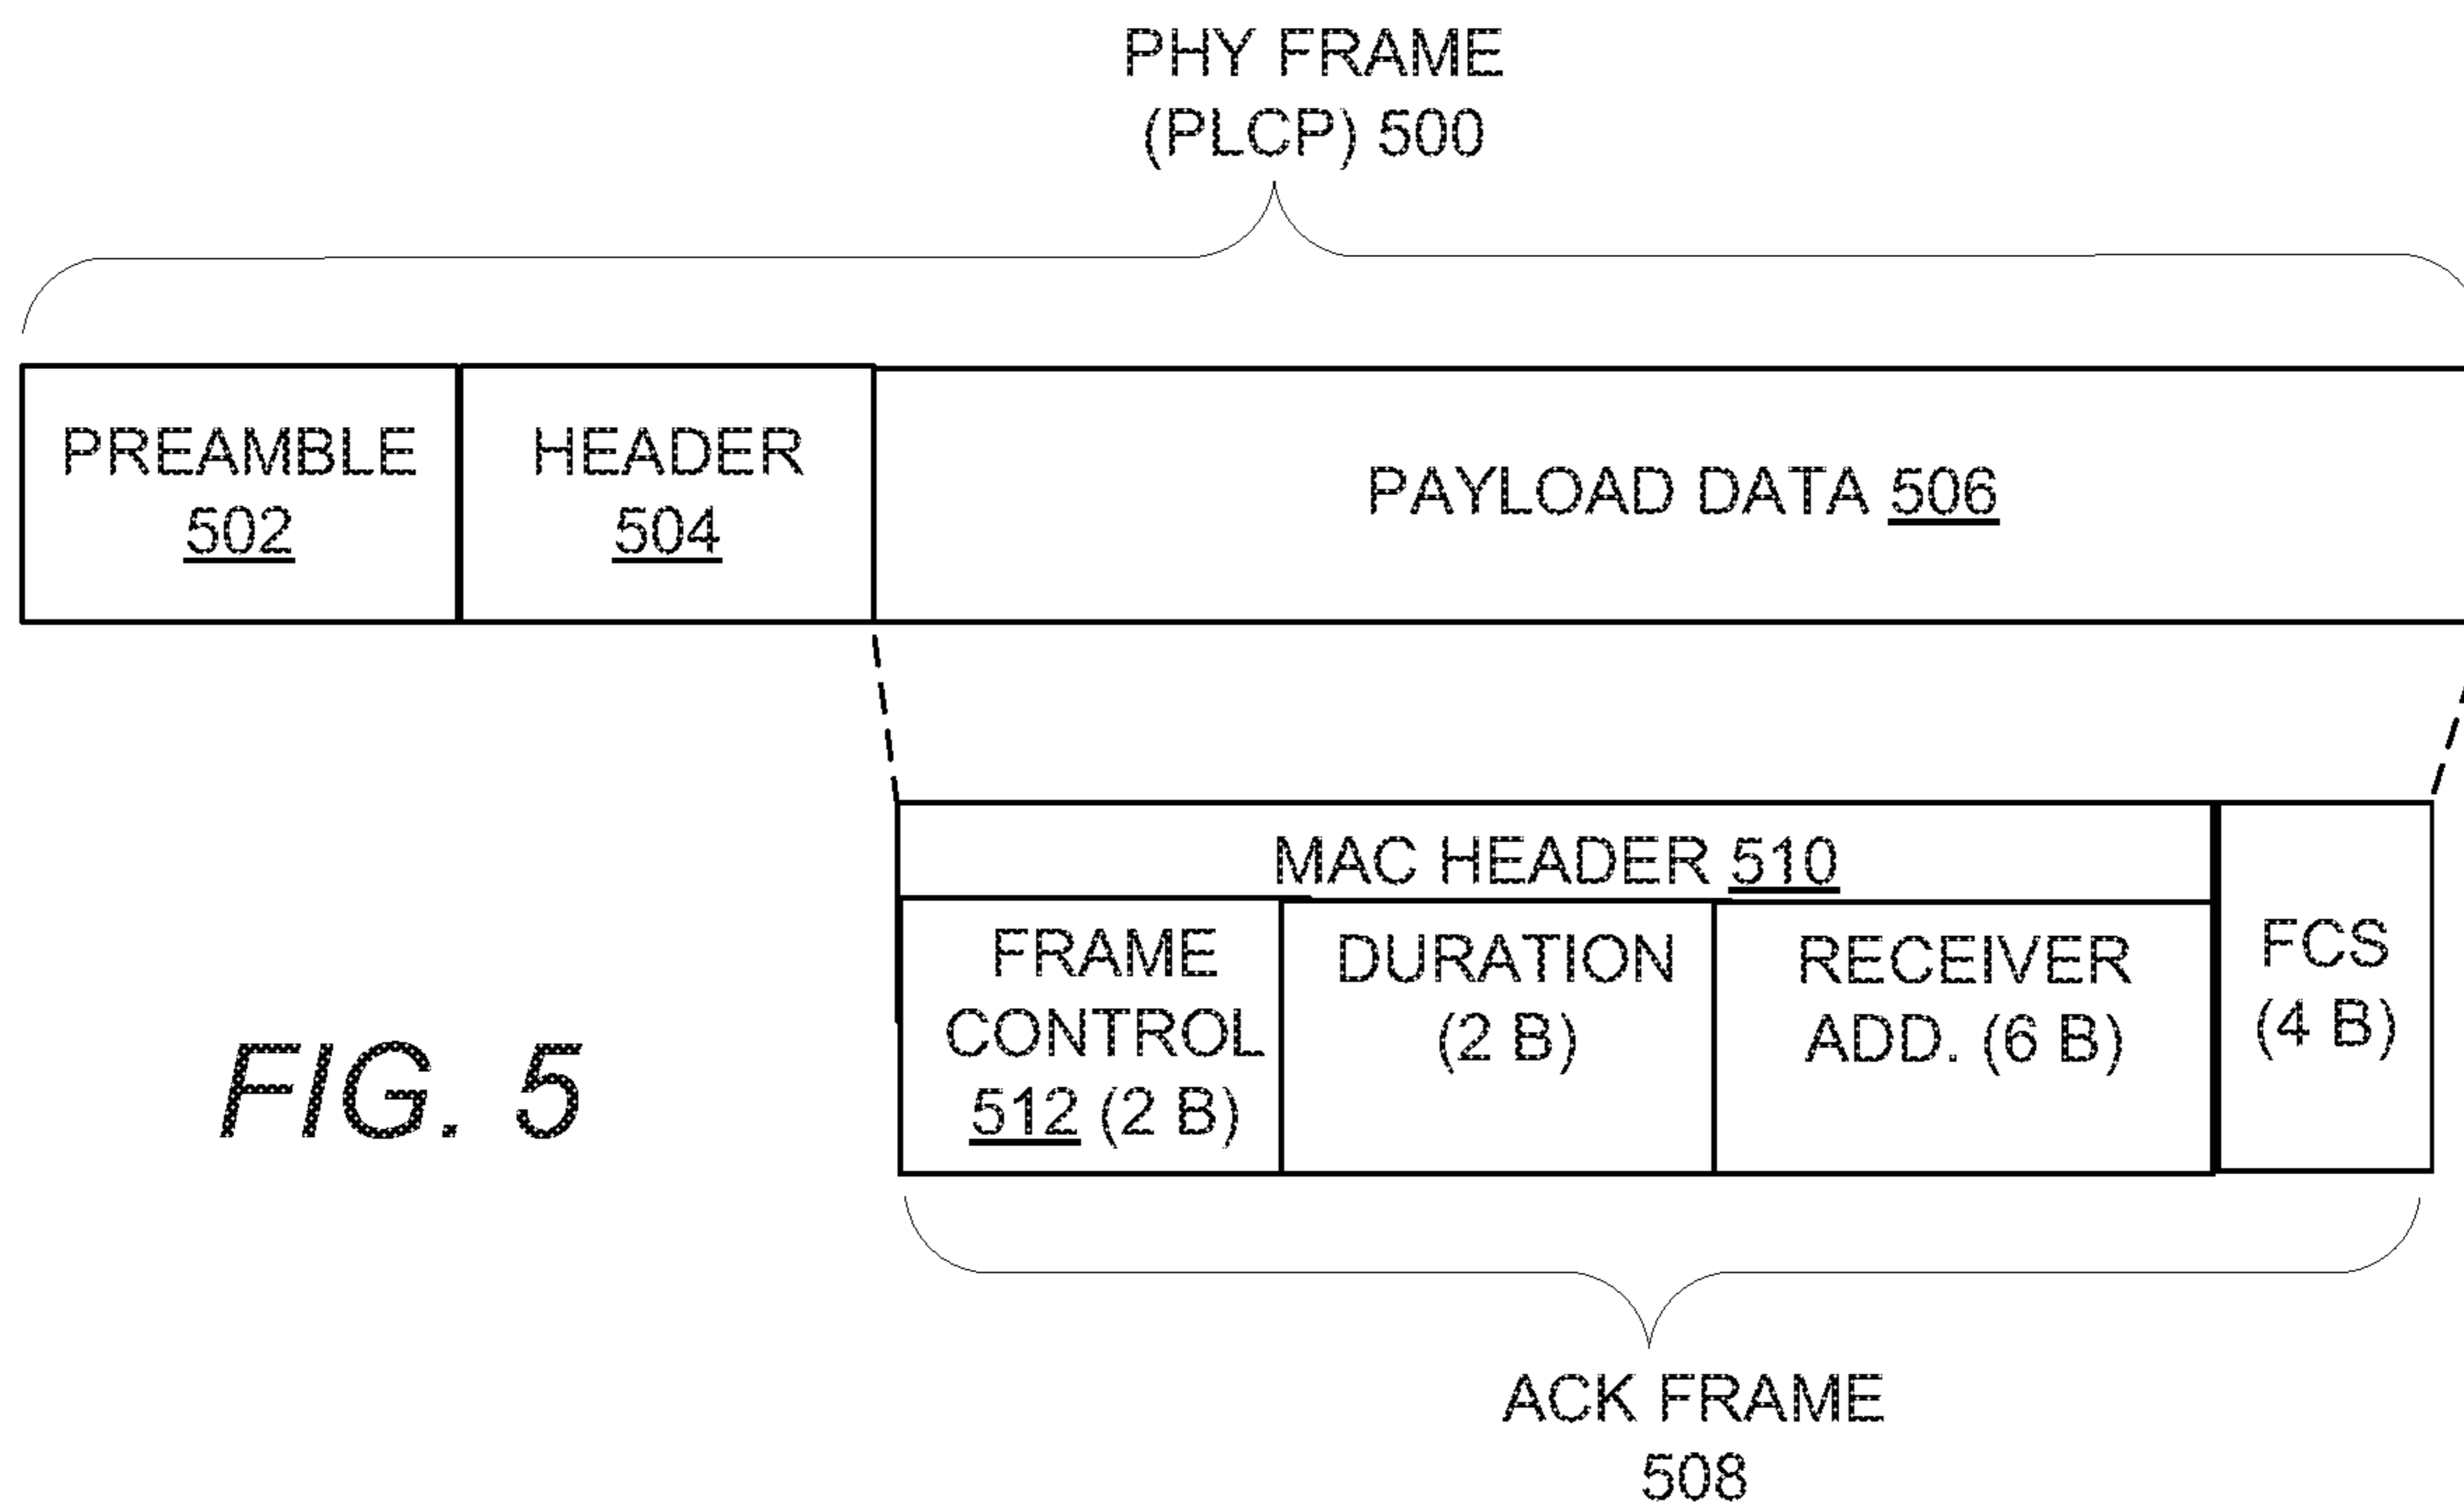 PHY FRAME
(PLCP) 500
PREAMBLE
502
HEADER
504
PAYLOAD DATA 506
MAC HEADER 510
FRAME
CONTROL
512 (2 B)
DURATION
(2 B)
RECEIVER
ADD. (6 B)
FCS
(4 B)
FIG. 5
ACK FRAME
508